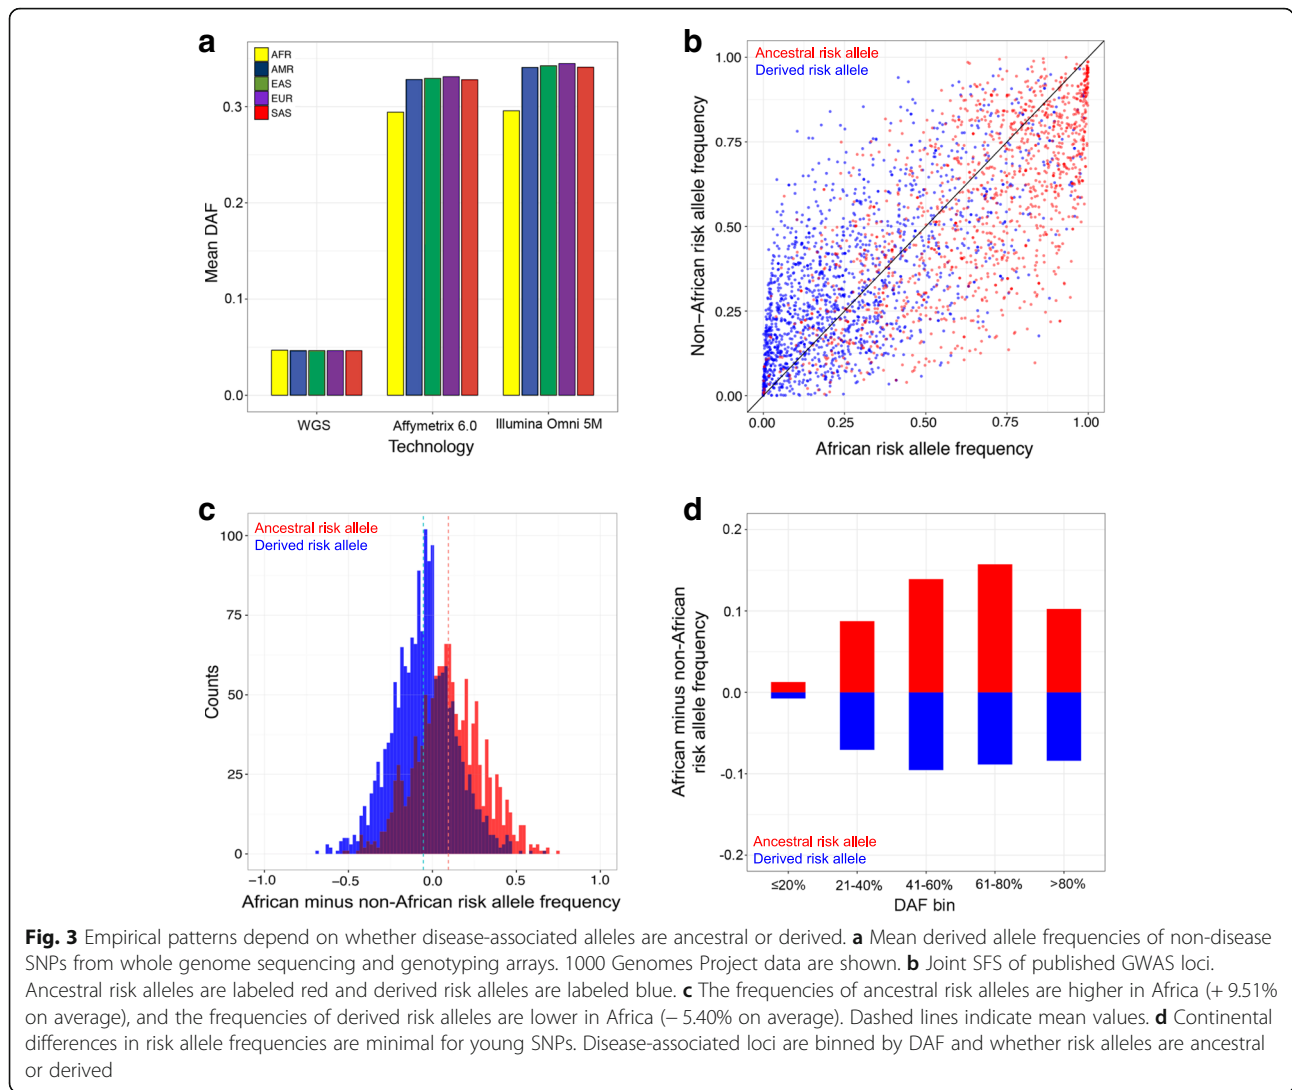 a
AFR
AMR
EAS
EUR
SAS
Mean DAF
0.3
0.2
0.1
0.0
WGS
Affymetrix 6.0
Illumina Omni 5M
Technology
b
Ancestral risk allele
Derived risk allele
Non−African risk allele frequency
1.00
0.75
0.50
0.25
0.00
0.00 0.25 0.50 0.75 1.00
African risk allele frequency
c
Ancestral risk allele
Derived risk allele
Counts
100
75
50
25
0
−1.0 −0.5 0.0 0.5 1.0
African minus non-African risk allele frequency
d
African minus non-African
risk allele frequency
0.2
0.1
0.0
-0.1
-0.2
Ancestral risk allele
Derived risk allele
≤20% 21-40% 41-60% 61-80% >80%
DAF bin
Fig. 3 Empirical patterns depend on whether disease-associated alleles are ancestral or derived. a Mean derived allele frequencies of non-disease
SNPs from whole genome sequencing and genotyping arrays. 1000 Genomes Project data are shown. b Joint SFS of published GWAS loci.
Ancestral risk alleles are labeled red and derived risk alleles are labeled blue. c The frequencies of ancestral risk alleles are higher in Africa (+ 9.51%
on average), and the frequencies of derived risk alleles are lower in Africa (− 5.40% on average). Dashed lines indicate mean values. d Continental
differences in risk allele frequencies are minimal for young SNPs. Disease-associated loci are binned by DAF and whether risk alleles are ancestral
or derived